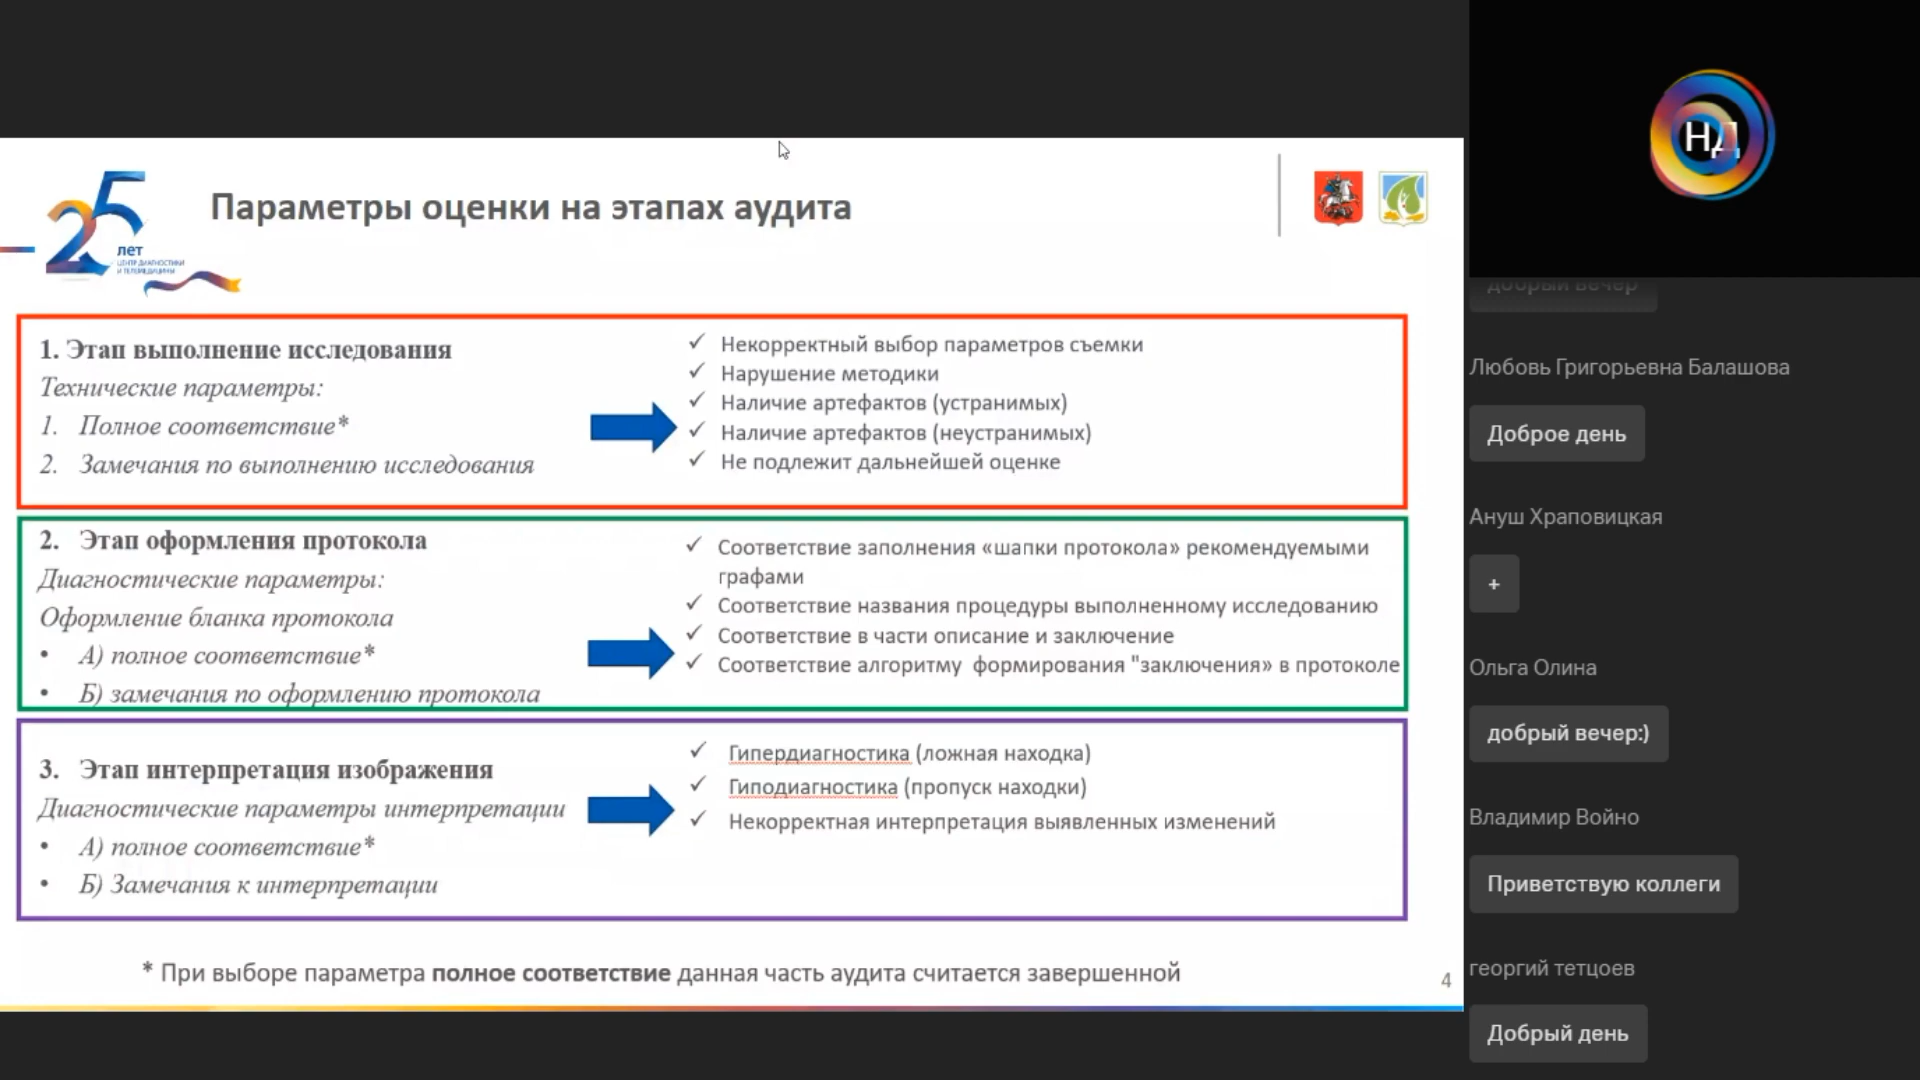 25
лет
ЦЕНТР ДИАГНОСТИКИ
И ТЕЛЕМЕДИЦИНЫ
Параметры оценки на этапах аудита
1. Этап выполнение исследования
Технические параметры:
1. Полное соответствие*
2. Замечания по выполнению исследования
✓ Некорректный выбор параметров съемки
✓ Нарушение методики
✓ Наличие артефактов (устранимых)
✓ Наличие артефактов (неустранимых)
✓ Не подлежит дальнейшей оценке
2. Этап оформления протокола
Диагностические параметры:
Оформление бланка протокола
• А) полное соответствие*
• Б) замечания по оформлению протокола
✓ Соответствие заполнения «шапки протокола» рекомендуемыми
графами
✓ Соответствие названия процедуры выполненному исследованию
✓ Соответствие в части описание и заключение
✓ Соответствие алгоритму формирования "заключения» в протоколе
3. Этап интерпретация изображения
Диагностические параметры интерпретации
• А) полное соответствие*
• Б) Замечания к интерпретации
✓ Гипердиагностика (ложная находка)
✓ Гиподиагностика (пропуск находки)
✓ Некорректная интерпретация выявленных изменений
* При выборе параметра полное соответствие данная часть аудита считается завершенной
4
НД
добрый вечер
Любовь Григорьевна Балашова
Доброе день
Ануш Храповицкая
+
Ольга Олина
добрый вечер:)
Владимир Войно
Приветствую коллеги
георгий тетцоев
Добрый день